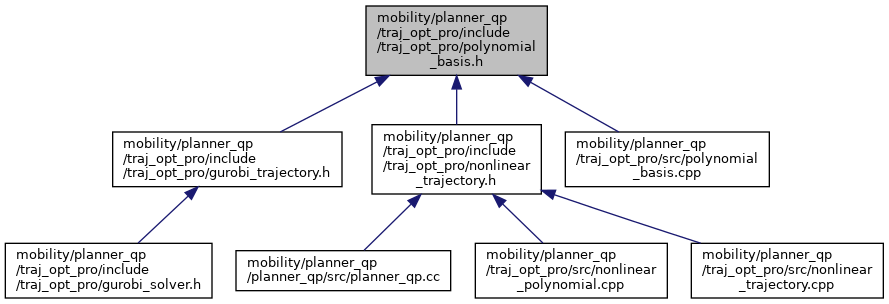 mobility/planner_qp
/traj_opt_pro/include
/traj_opt_pro/polynomial
_basis.h
mobility/planner_qp
/traj_opt_pro/include
/traj_opt_pro/gurobi_trajectory.h
mobility/planner_qp
/traj_opt_pro/include
/traj_opt_pro/nonlinear
_trajectory.h
mobility/planner_qp
/traj_opt_pro/src/polynomial
_basis.cpp
mobility/planner_qp
/traj_opt_pro/include
/traj_opt_pro/gurobi_solver.h
mobility/planner_qp
/planner_qp/src/planner_qp.cc
mobility/planner_qp
/traj_opt_pro/src/nonlinear
_polynomial.cpp
mobility/planner_qp
/traj_opt_pro/src/nonlinear
_trajectory.cpp